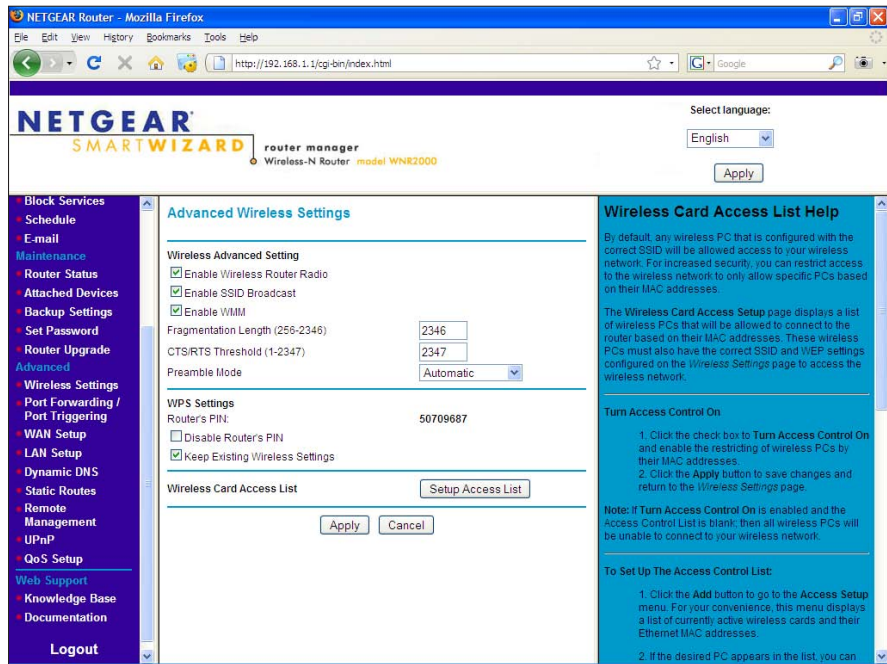 NETGEAR Router - Mozilla Firefox
File Edit View History Bookmarks Tools Help
http://192.168.1.1/cgi-bin/index.html
G Google
NETGEAR
SMARTWIZARD
router manager
Wireless-N Router model WNR2000
Select language:
English
Apply
Block Services
Schedule
E-mail
Maintenance
Router Status
Attached Devices
Backup Settings
Set Password
Router Upgrade
Advanced
Wireless Settings
Port Forwarding /
Port Triggering
WAN Setup
LAN Setup
Dynamic DNS
Static Routes
Remote
Management
UPnP
QoS Setup
Web Support
Knowledge Base
Documentation
Logout
Advanced Wireless Settings
Wireless Advanced Setting
Enable Wireless Router Radio
Enable SSID Broadcast
Enable WMM
Fragmentation Length (256-2346) 2346
CTS/RTS Threshold (1-2347) 2347
Preamble Mode Automatic
WPS Settings
Router's PIN: 50709687
Disable Router's PIN
Keep Existing Wireless Settings
Wireless Card Access List Setup Access List
Apply Cancel
Wireless Card Access List Help
By default, any wireless PC that is configured with the
correct SSID will be allowed access to your wireless
network. For increased security, you can restrict access
to the wireless network to only allow specific PCs based
on their MAC addresses.
The Wireless Card Access Setup page displays a list
of wireless PCs that will be allowed to connect to the
router based on their MAC addresses. These wireless
PCs must also have the correct SSID and WEP settings
configured on the Wireless Settings page to access the
wireless network.
Turn Access Control On
1. Click the check box to Turn Access Control On
and enable the restricting of wireless PCs by
their MAC addresses.
2. Click the Apply button to save changes and
return to the Wireless Settings page.
Note: If Turn Access Control On is enabled and the
Access Control List is blank; then all wireless PCs will
be unable to connect to your wireless network.
To Set Up The Access Control List:
1. Click the Add button to go to the Access Setup
menu. For your convenience, this menu displays
a list of currently active wireless cards and their
Ethernet MAC addresses.
2. If the desired PC appears in the list, you can